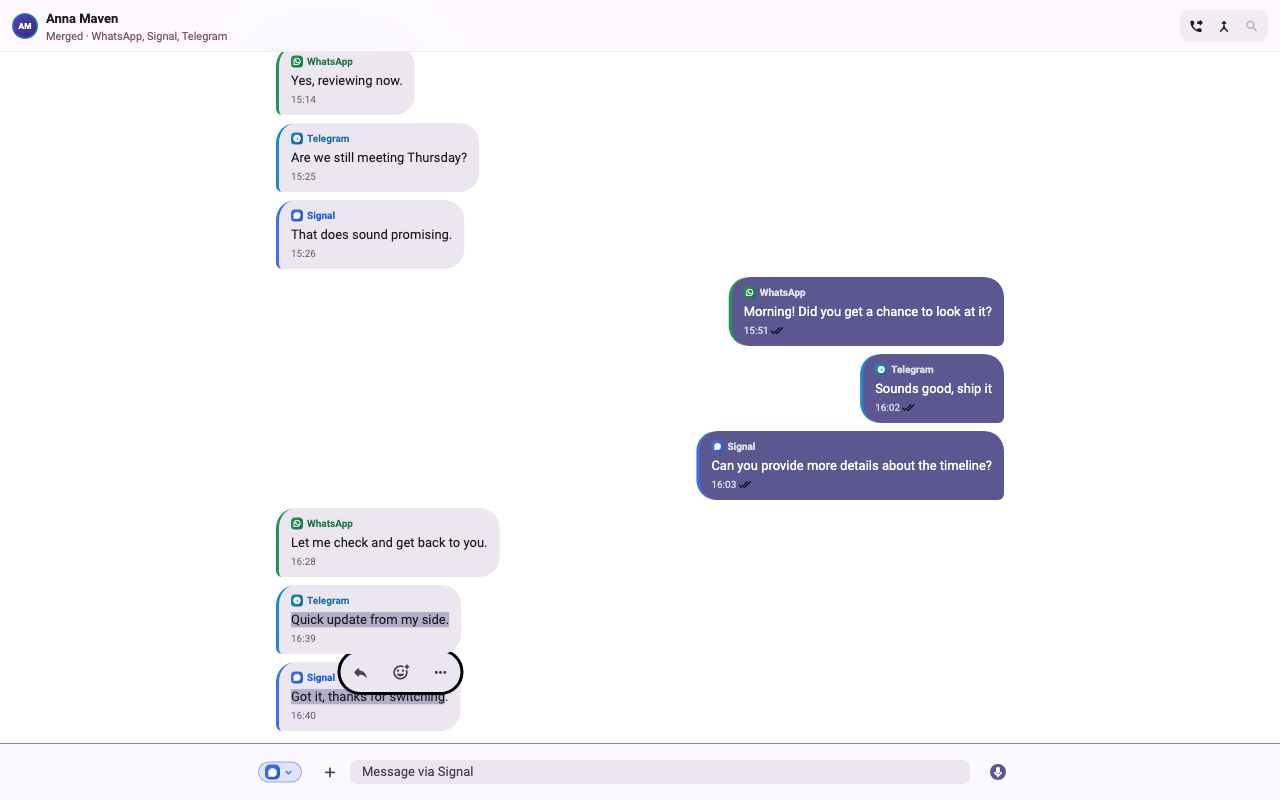 AM
Anna Maven
Merged · WhatsApp, Signal, Telegram
WhatsApp
Yes, reviewing now.
15:14
Telegram
Are we still meeting Thursday?
15:25
Signal
That does sound promising.
15:26
WhatsApp
Morning! Did you get a chance to look at it?
15:51
Telegram
Sounds good, ship it
16:02
Signal
Can you provide more details about the timeline?
16:03
WhatsApp
Let me check and get back to you.
16:28
Telegram
Quick update from my side.
16:39
Signal
Got it, thanks for switching.
16:40
Message via Signal